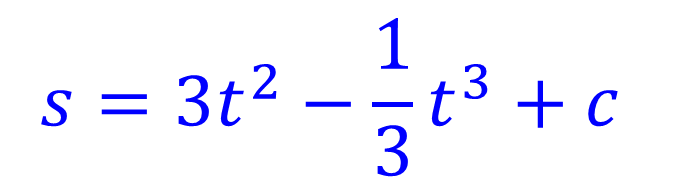 s = 3t² − 1/3 t³ + c